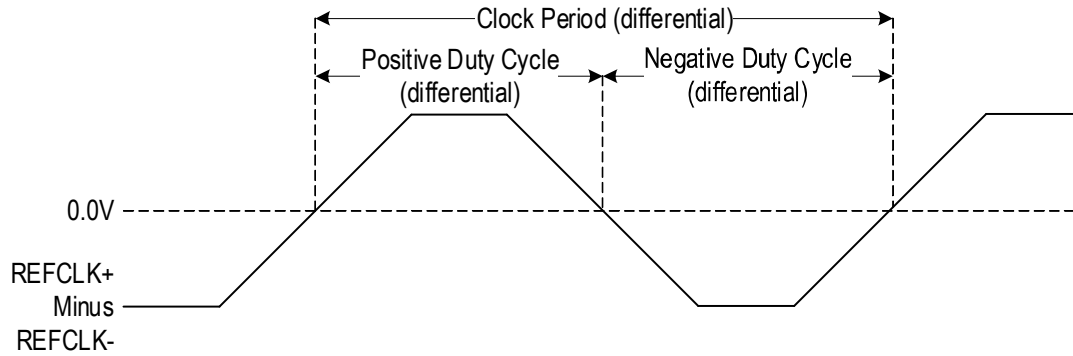 Clock Period (differential)
Positive Duty Cycle
(differential)
Negative Duty Cycle
(differential)
0.0V
REFCLK+
Minus
REFCLK-